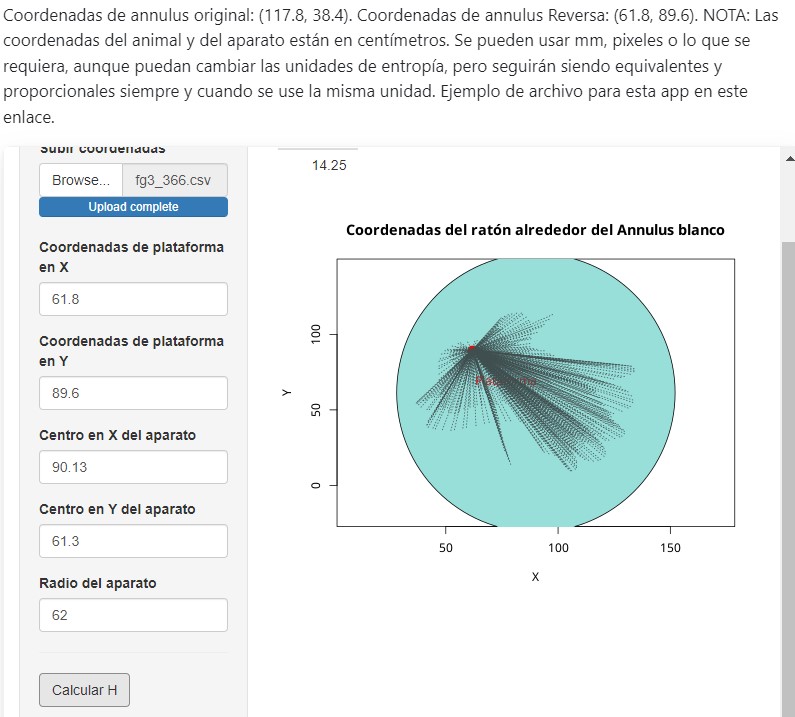 Coordenadas de annulus original: (117.8, 38.4). Coordenadas de annulus Reversa: (61.8, 89.6). NOTA: Las
coordenadas del animal y del aparato están en centímetros. Se pueden usar mm, pixeles o lo que se
requiera, aunque puedan cambiar las unidades de entropía, pero seguirán siendo equivalentes y
proporcionales siempre y cuando se use la misma unidad. Ejemplo de archivo para esta app en este
enlace.
Subir coordenadas
Browse... fg3_366.csv
Upload complete
Coordenadas de plataforma
en X
61.8
Coordenadas de plataforma
en Y
89.6
Centro en X del aparato
90.13
Centro en Y del aparato
61.3
Radio del aparato
62
Calcular H
14.25
Coordenadas del ratón alrededor del Annulus blanco
Y
100
50
0
Plataforma
50 100 150
X